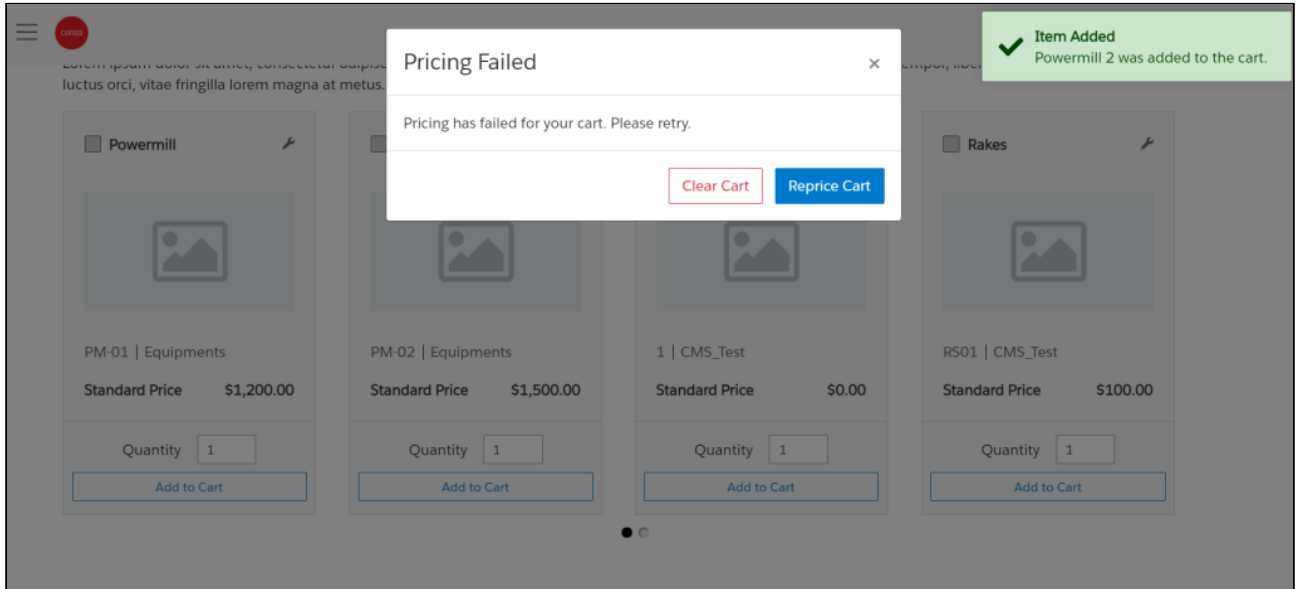 conga
Item Added
Powermill 2 was added to the cart.
Pricing Failed
×
luctus orci, vitae fringilla lorem magna at metus.
Pricing has failed for your cart. Please retry.
Clear Cart
Reprice Cart
Powermill
Rakes
PM-01 | Equipments
PM-02 | Equipments
1 | CMS_Test
RS01 | CMS_Test
Standard Price $1,200.00
Standard Price $1,500.00
Standard Price $0.00
Standard Price $100.00
Quantity 1
Quantity 1
Quantity 1
Quantity 1
Add to Cart
Add to Cart
Add to Cart
Add to Cart